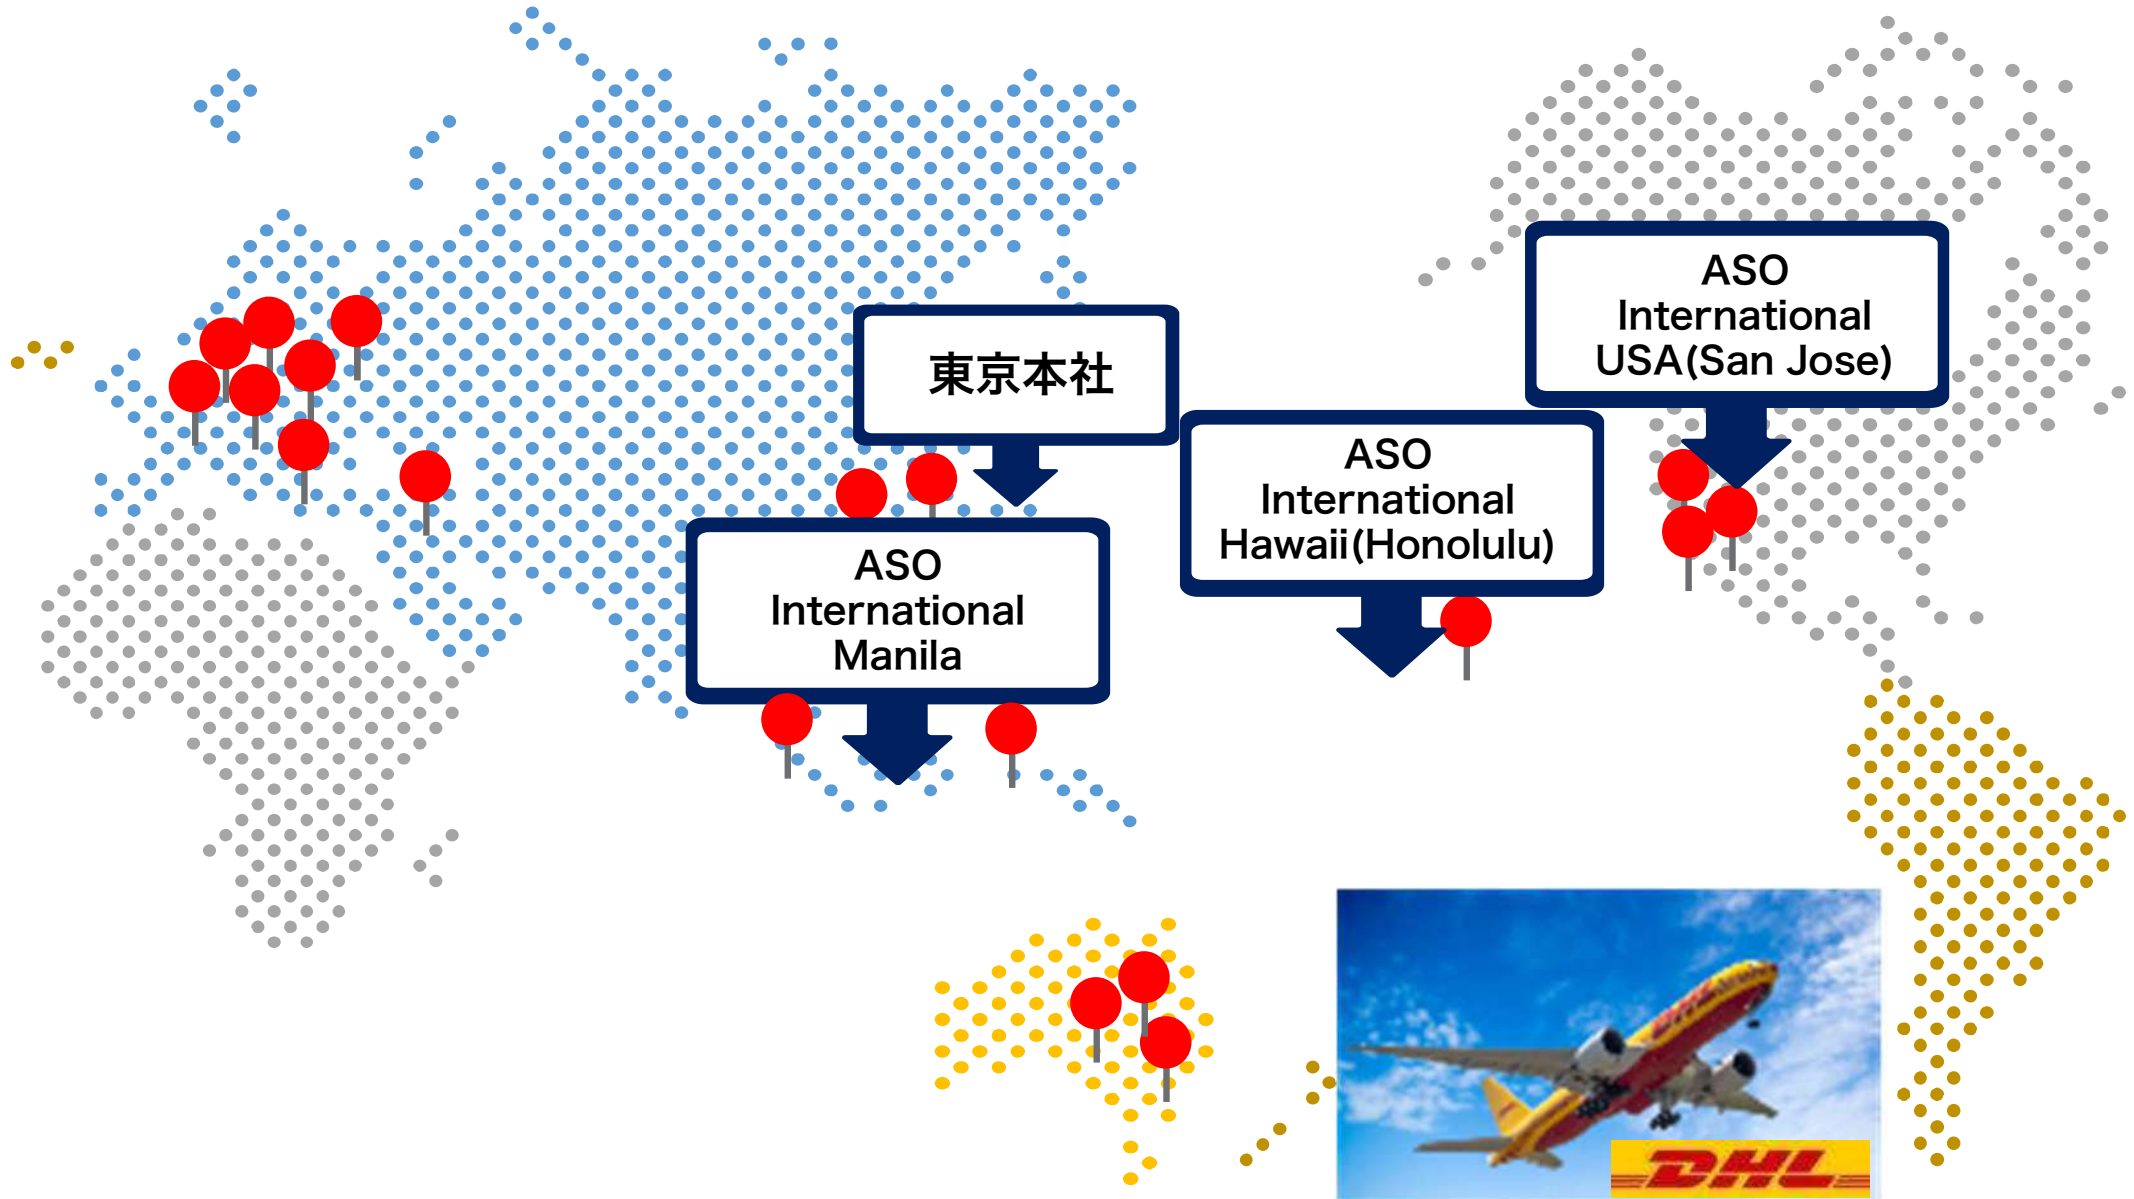 ASO
International
USA(San Jose)
東京本社
ASO
International
Hawaii(Honolulu)
ASO
International
Manila
DHL